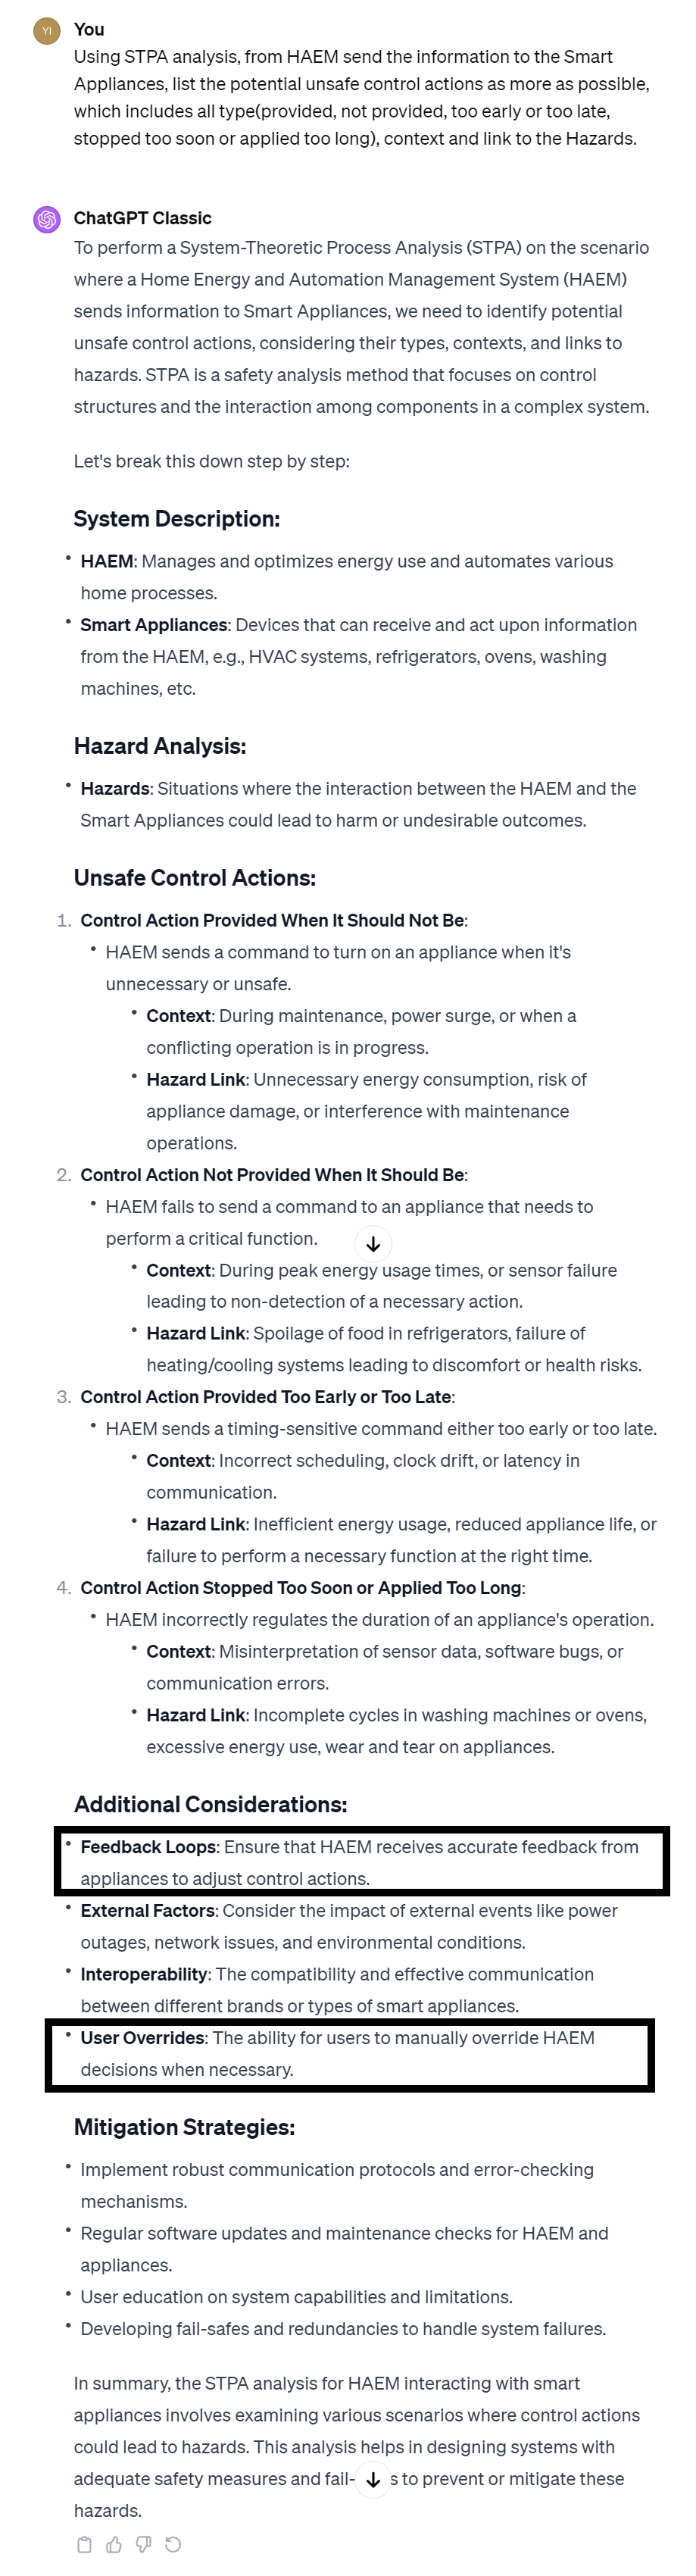 YI
You
Using STPA analysis, from HAEM send the information to the Smart
Appliances, list the potential unsafe control actions as more as possible,
which includes all type(provided, not provided, too early or too late,
stopped too soon or applied too long), context and link to the Hazards.
ChatGPT Classic
To perform a System-Theoretic Process Analysis (STPA) on the scenario
where a Home Energy and Automation Management System (HAEM)
sends information to Smart Appliances, we need to identify potential
unsafe control actions, considering their types, contexts, and links to
hazards. STPA is a safety analysis method that focuses on control
structures and the interaction among components in a complex system.
Let's break this down step by step:
System Description:
• HAEM: Manages and optimizes energy use and automates various
home processes.
• Smart Appliances: Devices that can receive and act upon information
from the HAEM, e.g., HVAC systems, refrigerators, ovens, washing
machines, etc.
Hazard Analysis:
• Hazards: Situations where the interaction between the HAEM and the
Smart Appliances could lead to harm or undesirable outcomes.
Unsafe Control Actions:
1. Control Action Provided When It Should Not Be:
• HAEM sends a command to turn on an appliance when it's
unnecessary or unsafe.
• Context: During maintenance, power surge, or when a
conflicting operation is in progress.
• Hazard Link: Unnecessary energy consumption, risk of
appliance damage, or interference with maintenance
operations.
2. Control Action Not Provided When It Should Be:
• HAEM fails to send a command to an appliance that needs to
perform a critical function.
• Context: During peak energy usage times, or sensor failure
leading to non-detection of a necessary action.
• Hazard Link: Spoilage of food in refrigerators, failure of
heating/cooling systems leading to discomfort or health risks.
3. Control Action Provided Too Early or Too Late:
• HAEM sends a timing-sensitive command either too early or too late.
• Context: Incorrect scheduling, clock drift, or latency in
communication.
• Hazard Link: Inefficient energy usage, reduced appliance life, or
failure to perform a necessary function at the right time.
4. Control Action Stopped Too Soon or Applied Too Long:
• HAEM incorrectly regulates the duration of an appliance's operation.
• Context: Misinterpretation of sensor data, software bugs, or
communication errors.
• Hazard Link: Incomplete cycles in washing machines or ovens,
excessive energy use, wear and tear on appliances.
Additional Considerations:
• Feedback Loops: Ensure that HAEM receives accurate feedback from
appliances to adjust control actions.
• External Factors: Consider the impact of external events like power
outages, network issues, and environmental conditions.
• Interoperability: The compatibility and effective communication
between different brands or types of smart appliances.
• User Overrides: The ability for users to manually override HAEM
decisions when necessary.
Mitigation Strategies:
• Implement robust communication protocols and error-checking
mechanisms.
• Regular software updates and maintenance checks for HAEM and
appliances.
• User education on system capabilities and limitations.
• Developing fail-safes and redundancies to handle system failures.
In summary, the STPA analysis for HAEM interacting with smart
appliances involves examining various scenarios where control actions
could lead to hazards. This analysis helps in designing systems with
adequate safety measures and fail- s to prevent or mitigate these
hazards.